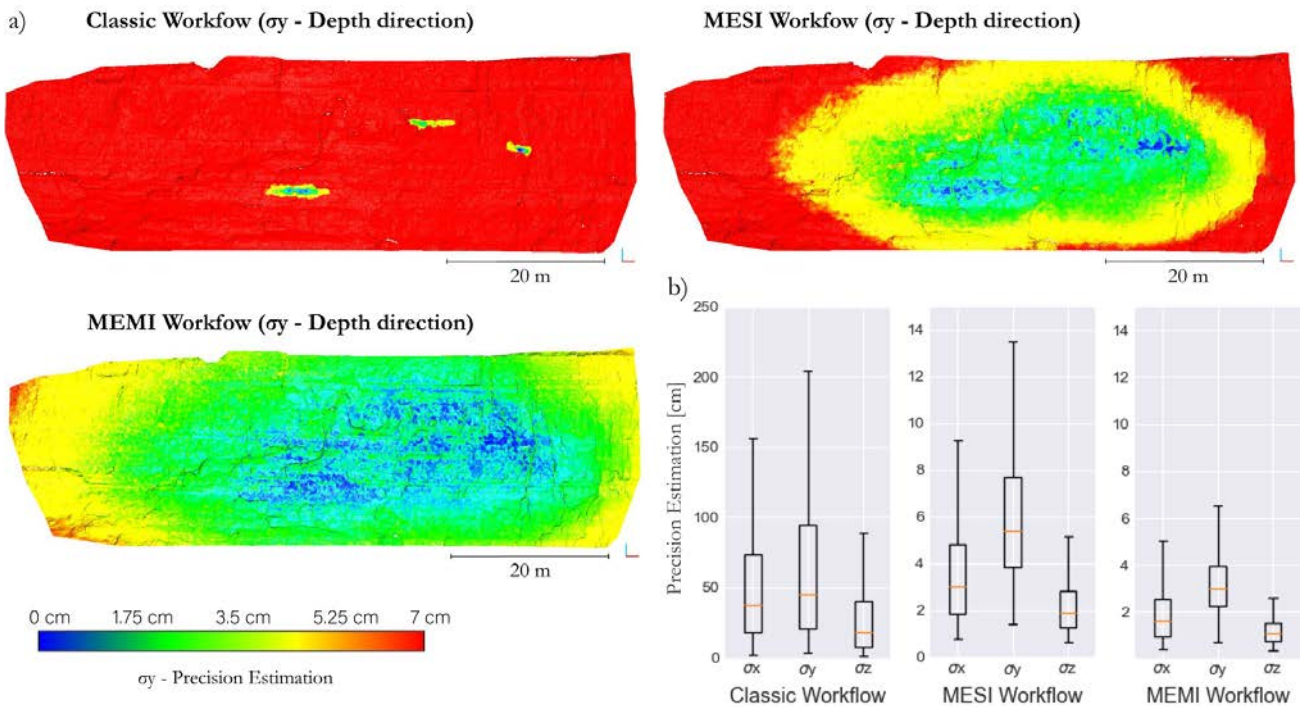 a)
Classic Workfow (σy - Depth direction)
MESI Workfow (σy - Depth direction)
20 m
20 m
MEMI Workfow (σy - Depth direction)
20 m
0 cm 1.75 cm 3.5 cm 5.25 cm 7 cm
σy - Precision Estimation
b)
Precision Estimation [cm]
250
200
150
100
50
0
σx σy σz
Classic Workflow
14
12
10
8
6
4
2
0
σx σy σz
MESI Workflow
14
12
10
8
6
4
2
σx σy σz
MEMI Workflow